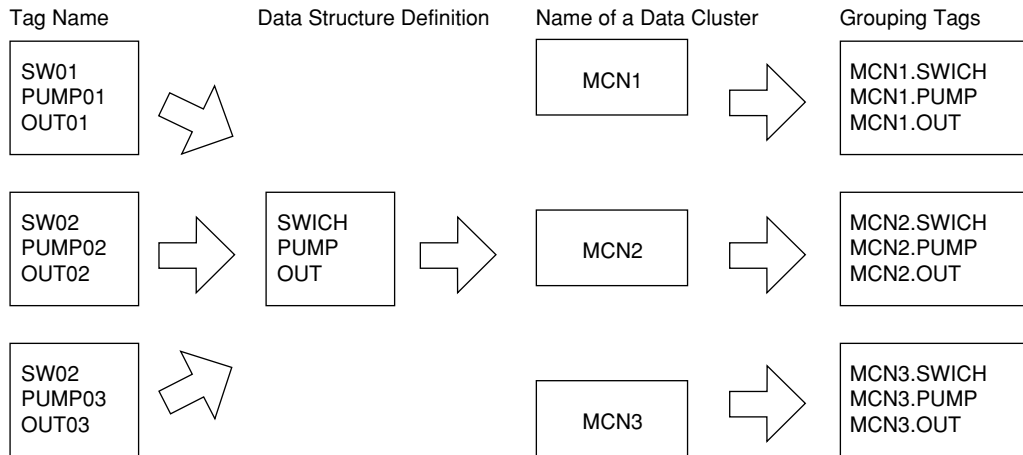 Tag Name
Data Structure Definition
Name of a Data Cluster
Grouping Tags
SW01
PUMP01
OUT01
MCN1
MCN1.SWICH
MCN1.PUMP
MCN1.OUT
SW02
PUMP02
OUT02
SWICH
PUMP
OUT
MCN2
MCN2.SWICH
MCN2.PUMP
MCN2.OUT
SW02
PUMP03
OUT03
MCN3
MCN3.SWICH
MCN3.PUMP
MCN3.OUT